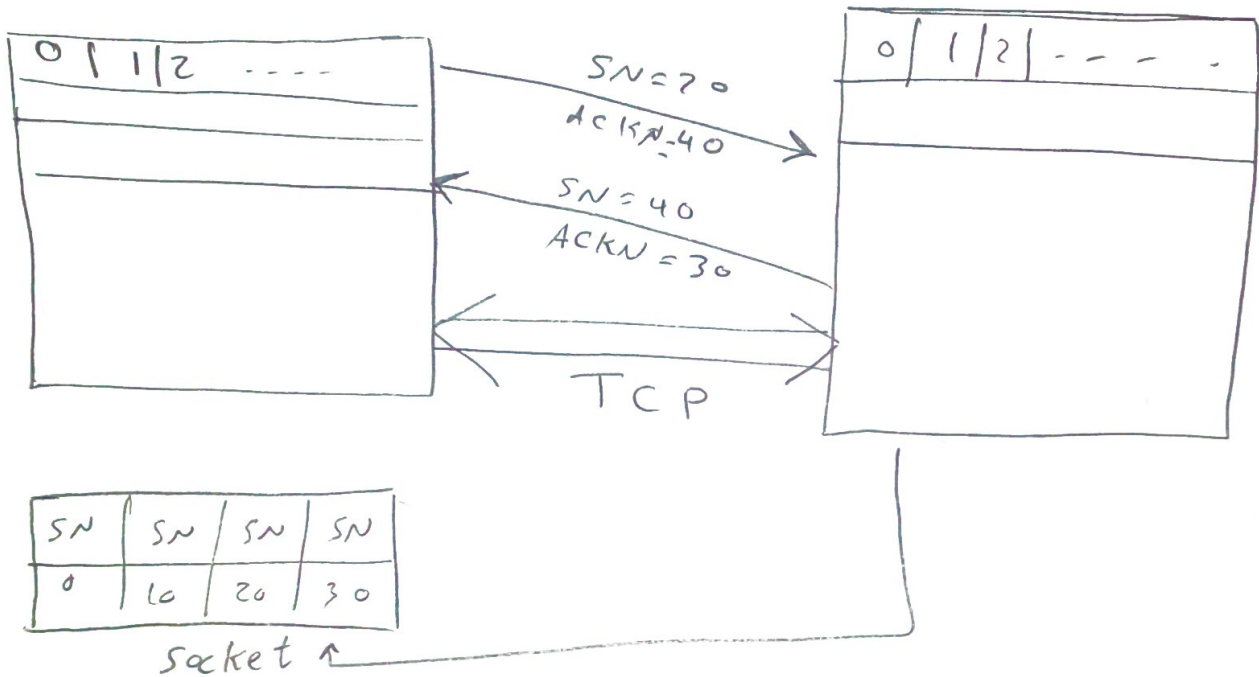 0 | 1 | 2 ....
0 | 1 | 2 | - - - .
SN=20
ACKN=40
SN=40
ACKN=30
TCP
SN | SN | SN | SN
0 | 10 | 20 | 30
Socket